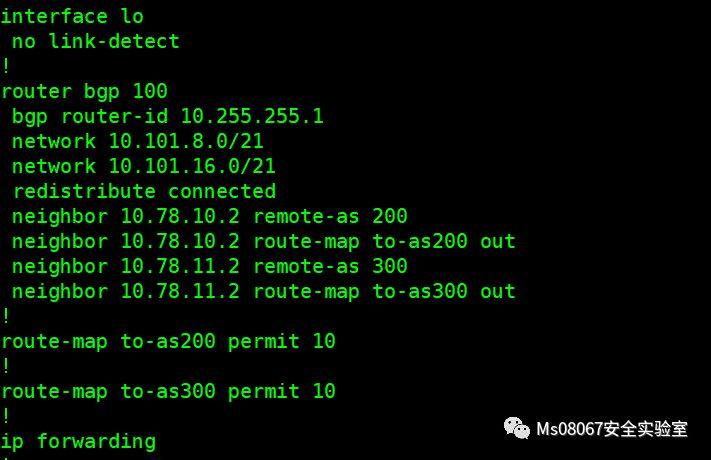 interface lo
 no link-detect
!
router bgp 100
 bgp router-id 10.255.255.1
 network 10.101.8.0/21
 network 10.101.16.0/21
 redistribute connected
 neighbor 10.78.10.2 remote-as 200
 neighbor 10.78.10.2 route-map to-as200 out
 neighbor 10.78.11.2 remote-as 300
 neighbor 10.78.11.2 route-map to-as300 out
!
route-map to-as200 permit 10
!
route-map to-as300 permit 10
!
ip forwarding
Ms08067安全实验室